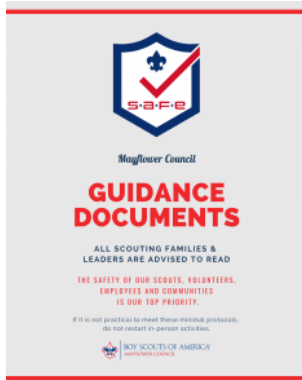 S·A·F·E
Mayflower Council
GUIDANCE
DOCUMENTS
ALL SCOUTING FAMILIES &
LEADERS ARE ADVISED TO READ
THE SAFETY OF OUR SCOUTS, VOLUNTEERS,
EMPLOYEES AND COMMUNITIES
IS OUR TOP PRIORITY.
If it is not practical to meet these minimal protocols,
do not restart in-person activities.
BOY SCOUTS OF AMERICA
MAYFLOWER COUNCIL